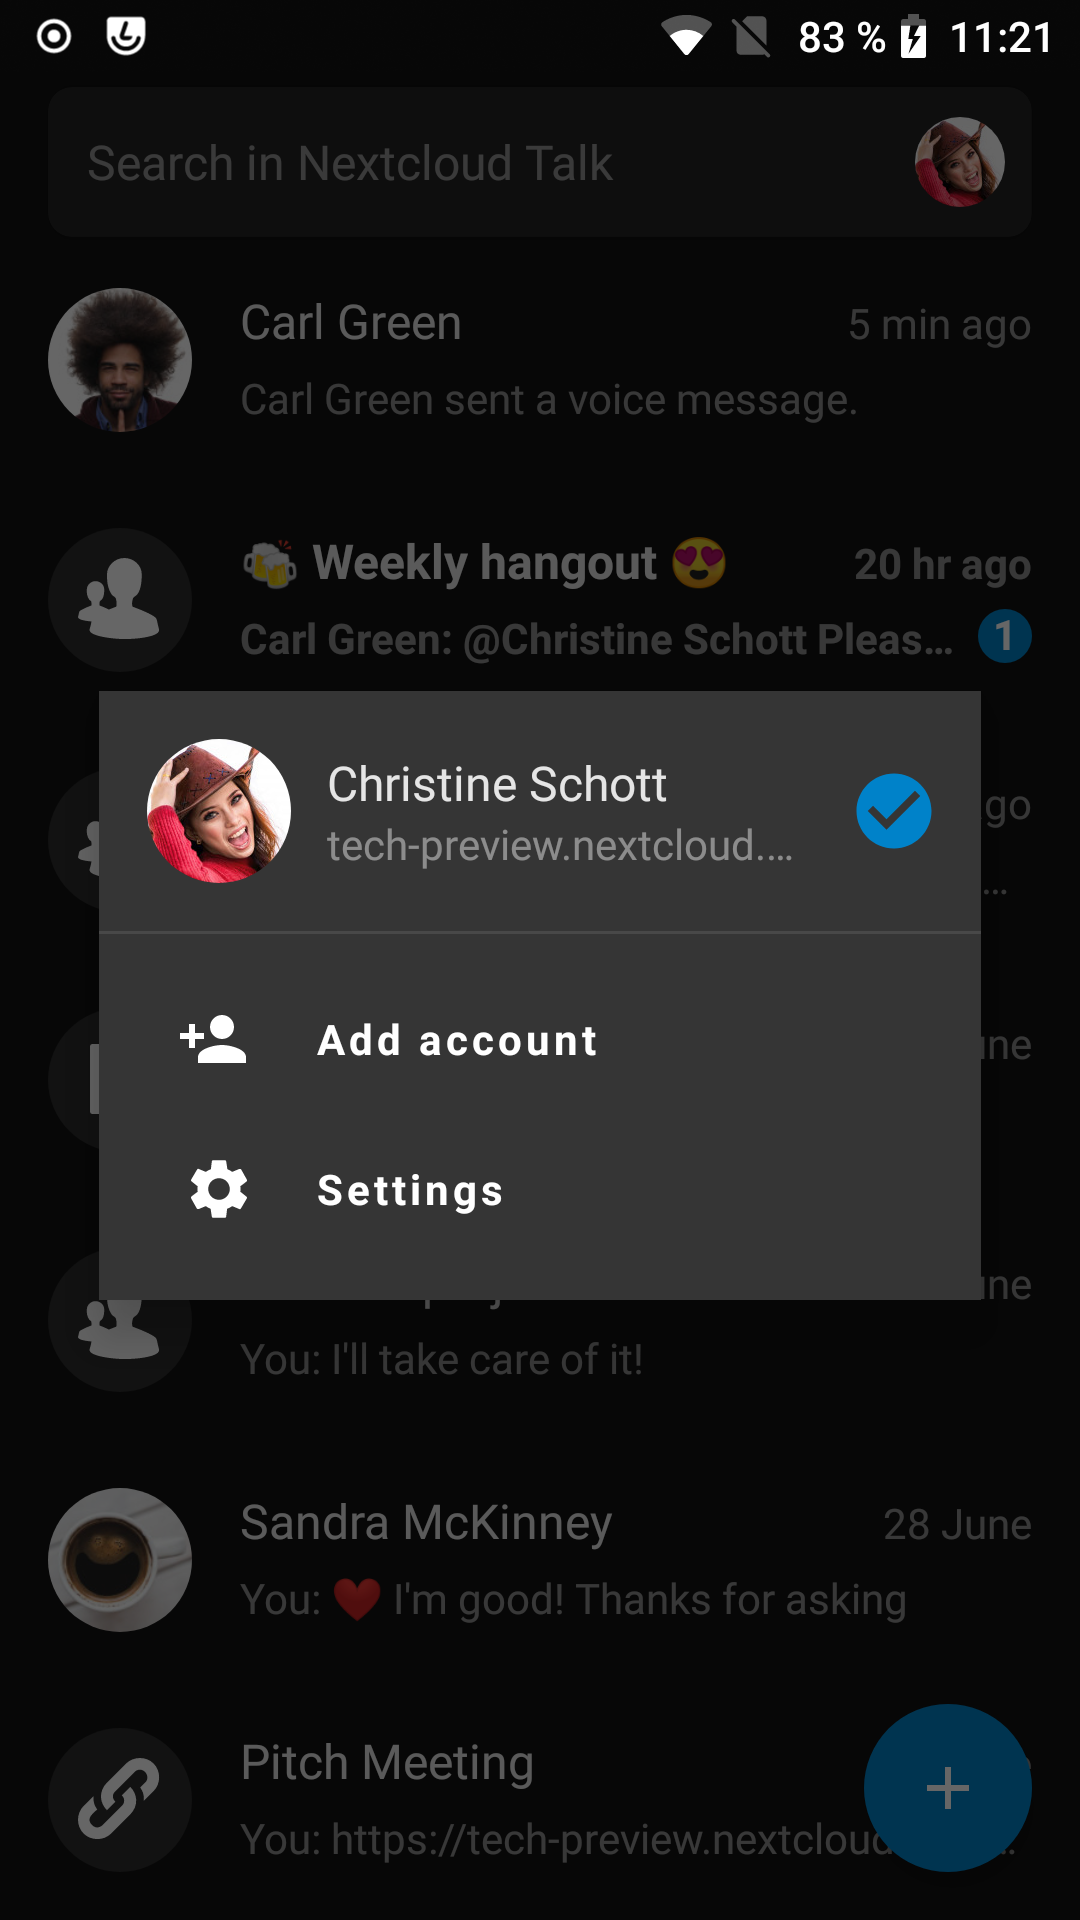 83 % 11:21
Search in Nextcloud Talk
Carl Green 5 min ago
Carl Green sent a voice message.
🍻 Weekly hangout 😍 20 hr ago
Carl Green: @Christine Schott Pleas… 1
Christine Schott
tech-preview.nextcloud.…
go
…
Add account
ne
Settings
ne
You: I'll take care of it!
Sandra McKinney 28 June
You: ❤️ I'm good! Thanks for asking
Pitch Meeting
You: https://tech-preview.nextcloud